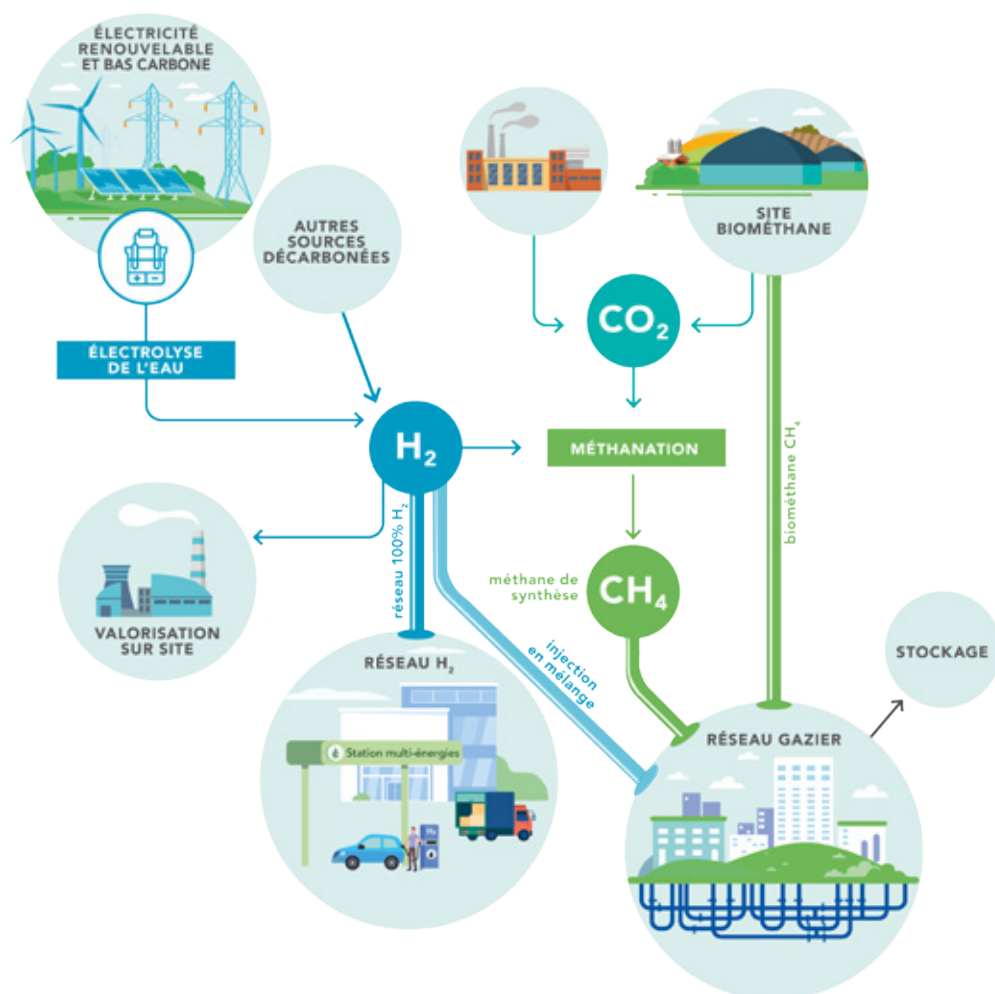 ÉLECTRICITÉ
RENOUVELABLE
ET BAS CARBONE
AUTRES
SOURCES
DÉCARBONÉES
SITE
BIOMÉTHANE
CO₂
ÉLECTROLYSE
DE L'EAU
H₂
MÉTHANATION
biométhane CH₄
réseau 100% H₂
méthane de
synthèse
CH₄
VALORISATION
SUR SITE
injection
en mélange
RÉSEAU H₂
Station multi-énergies
H₂
STOCKAGE
RÉSEAU GAZIER